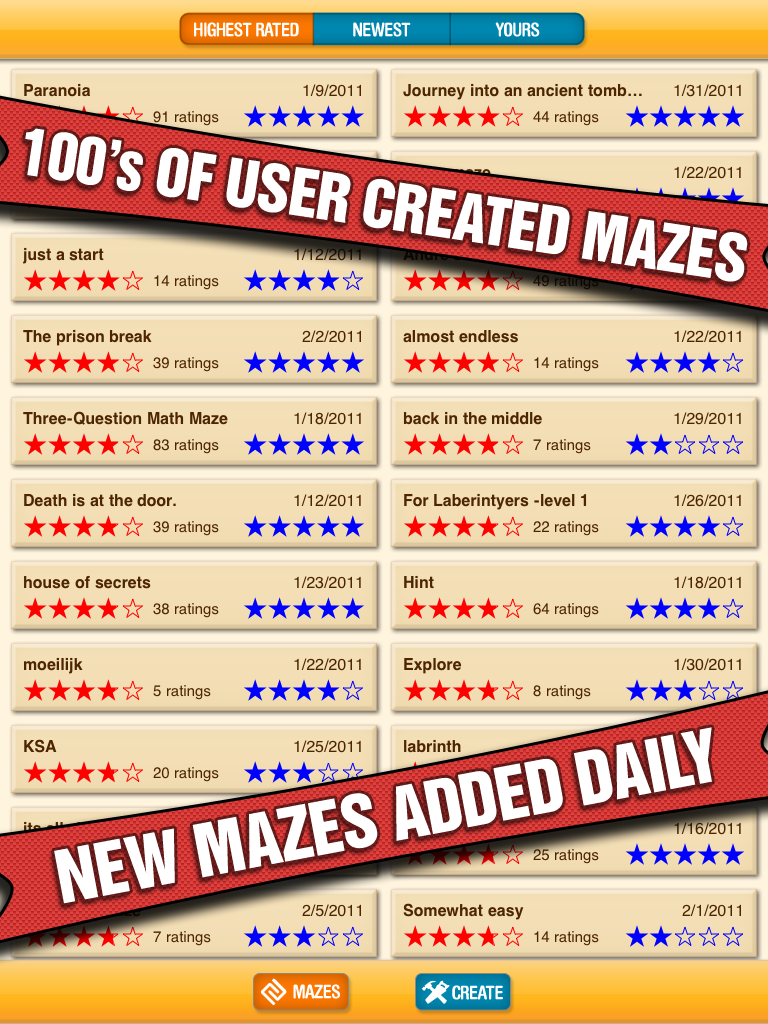 HIGHEST RATED NEWEST YOURS
Paranoia 1/9/2011
91 ratings
Journey into an ancient tomb... 1/31/2011
44 ratings
100's OF USER CREATED MAZES
1/22/2011
just a start 1/12/2011
14 ratings
49 ratings
The prison break 2/2/2011
39 ratings
almost endless 1/22/2011
14 ratings
Three-Question Math Maze 1/18/2011
83 ratings
back in the middle 1/29/2011
7 ratings
Death is at the door. 1/12/2011
39 ratings
For Laberintyers -level 1 1/26/2011
22 ratings
house of secrets 1/23/2011
38 ratings
Hint 1/18/2011
64 ratings
moeilijk 1/22/2011
5 ratings
Explore 1/30/2011
8 ratings
KSA 1/25/2011
20 ratings
labrinth
NEW MAZES ADDED DAILY
1/16/2011
25 ratings
2/5/2011
7 ratings
Somewhat easy 2/1/2011
14 ratings
MAZES CREATE